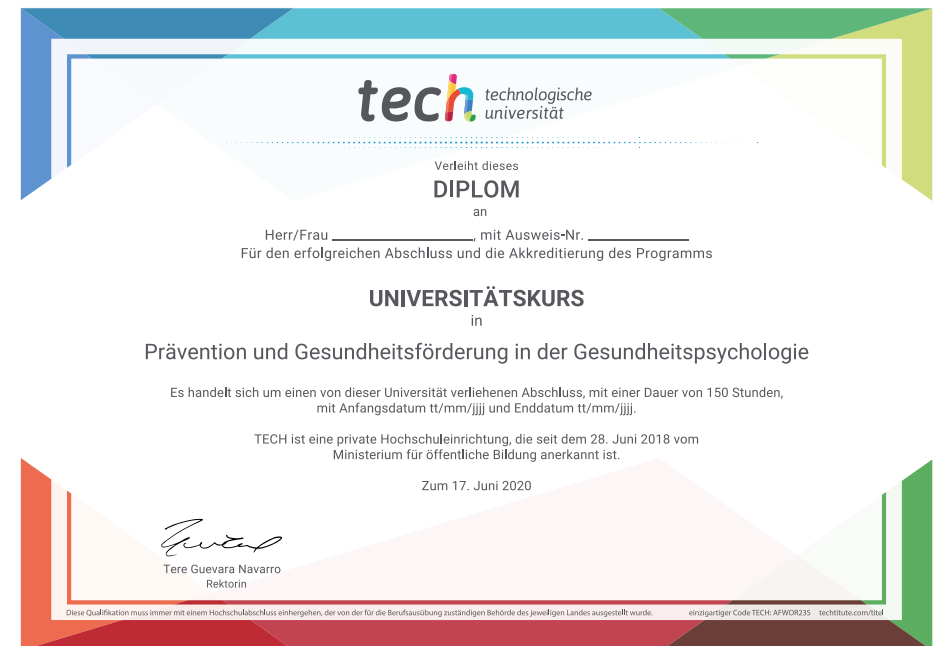 tech technologische
universität
Verleiht dieses
DIPLOM
an
Herr/Frau ____________________, mit Ausweis-Nr. ______________
Für den erfolgreichen Abschluss und die Akkreditierung des Programms
UNIVERSITÄTSKURS
in
Prävention und Gesundheitsförderung in der Gesundheitspsychologie
Es handelt sich um einen von dieser Universität verliehenen Abschluss, mit einer Dauer von 150 Stunden,
mit Anfangsdatum tt/mm/jjjj und Enddatum tt/mm/jjjj.
TECH ist eine private Hochschuleinrichtung, die seit dem 28. Juni 2018 vom
Ministerium für öffentliche Bildung anerkannt ist.
Zum 17. Juni 2020
Tere Guevara Navarro
Rektorin
Diese Qualifikation muss immer mit einem Hochschulabschluss einhergehen, der von der für die Berufsausübung zuständigen Behörde des jeweiligen Landes ausgestellt wurde. einzigartiger Code TECH: AFWOR23S techtitute.com/titel